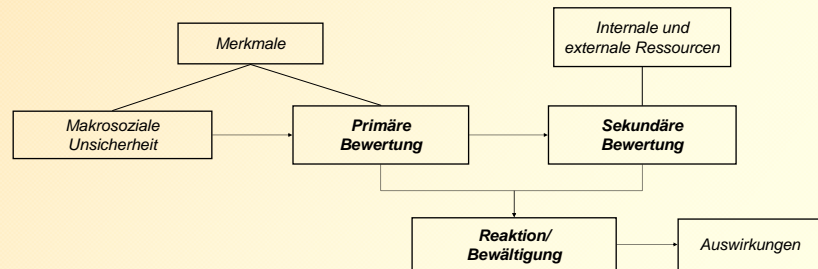 Merkmale
Internale und
externale Ressourcen
Makrosoziale
Unsicherheit
Primäre
Bewertung
Sekundäre
Bewertung
Reaktion/
Bewältigung
Auswirkungen